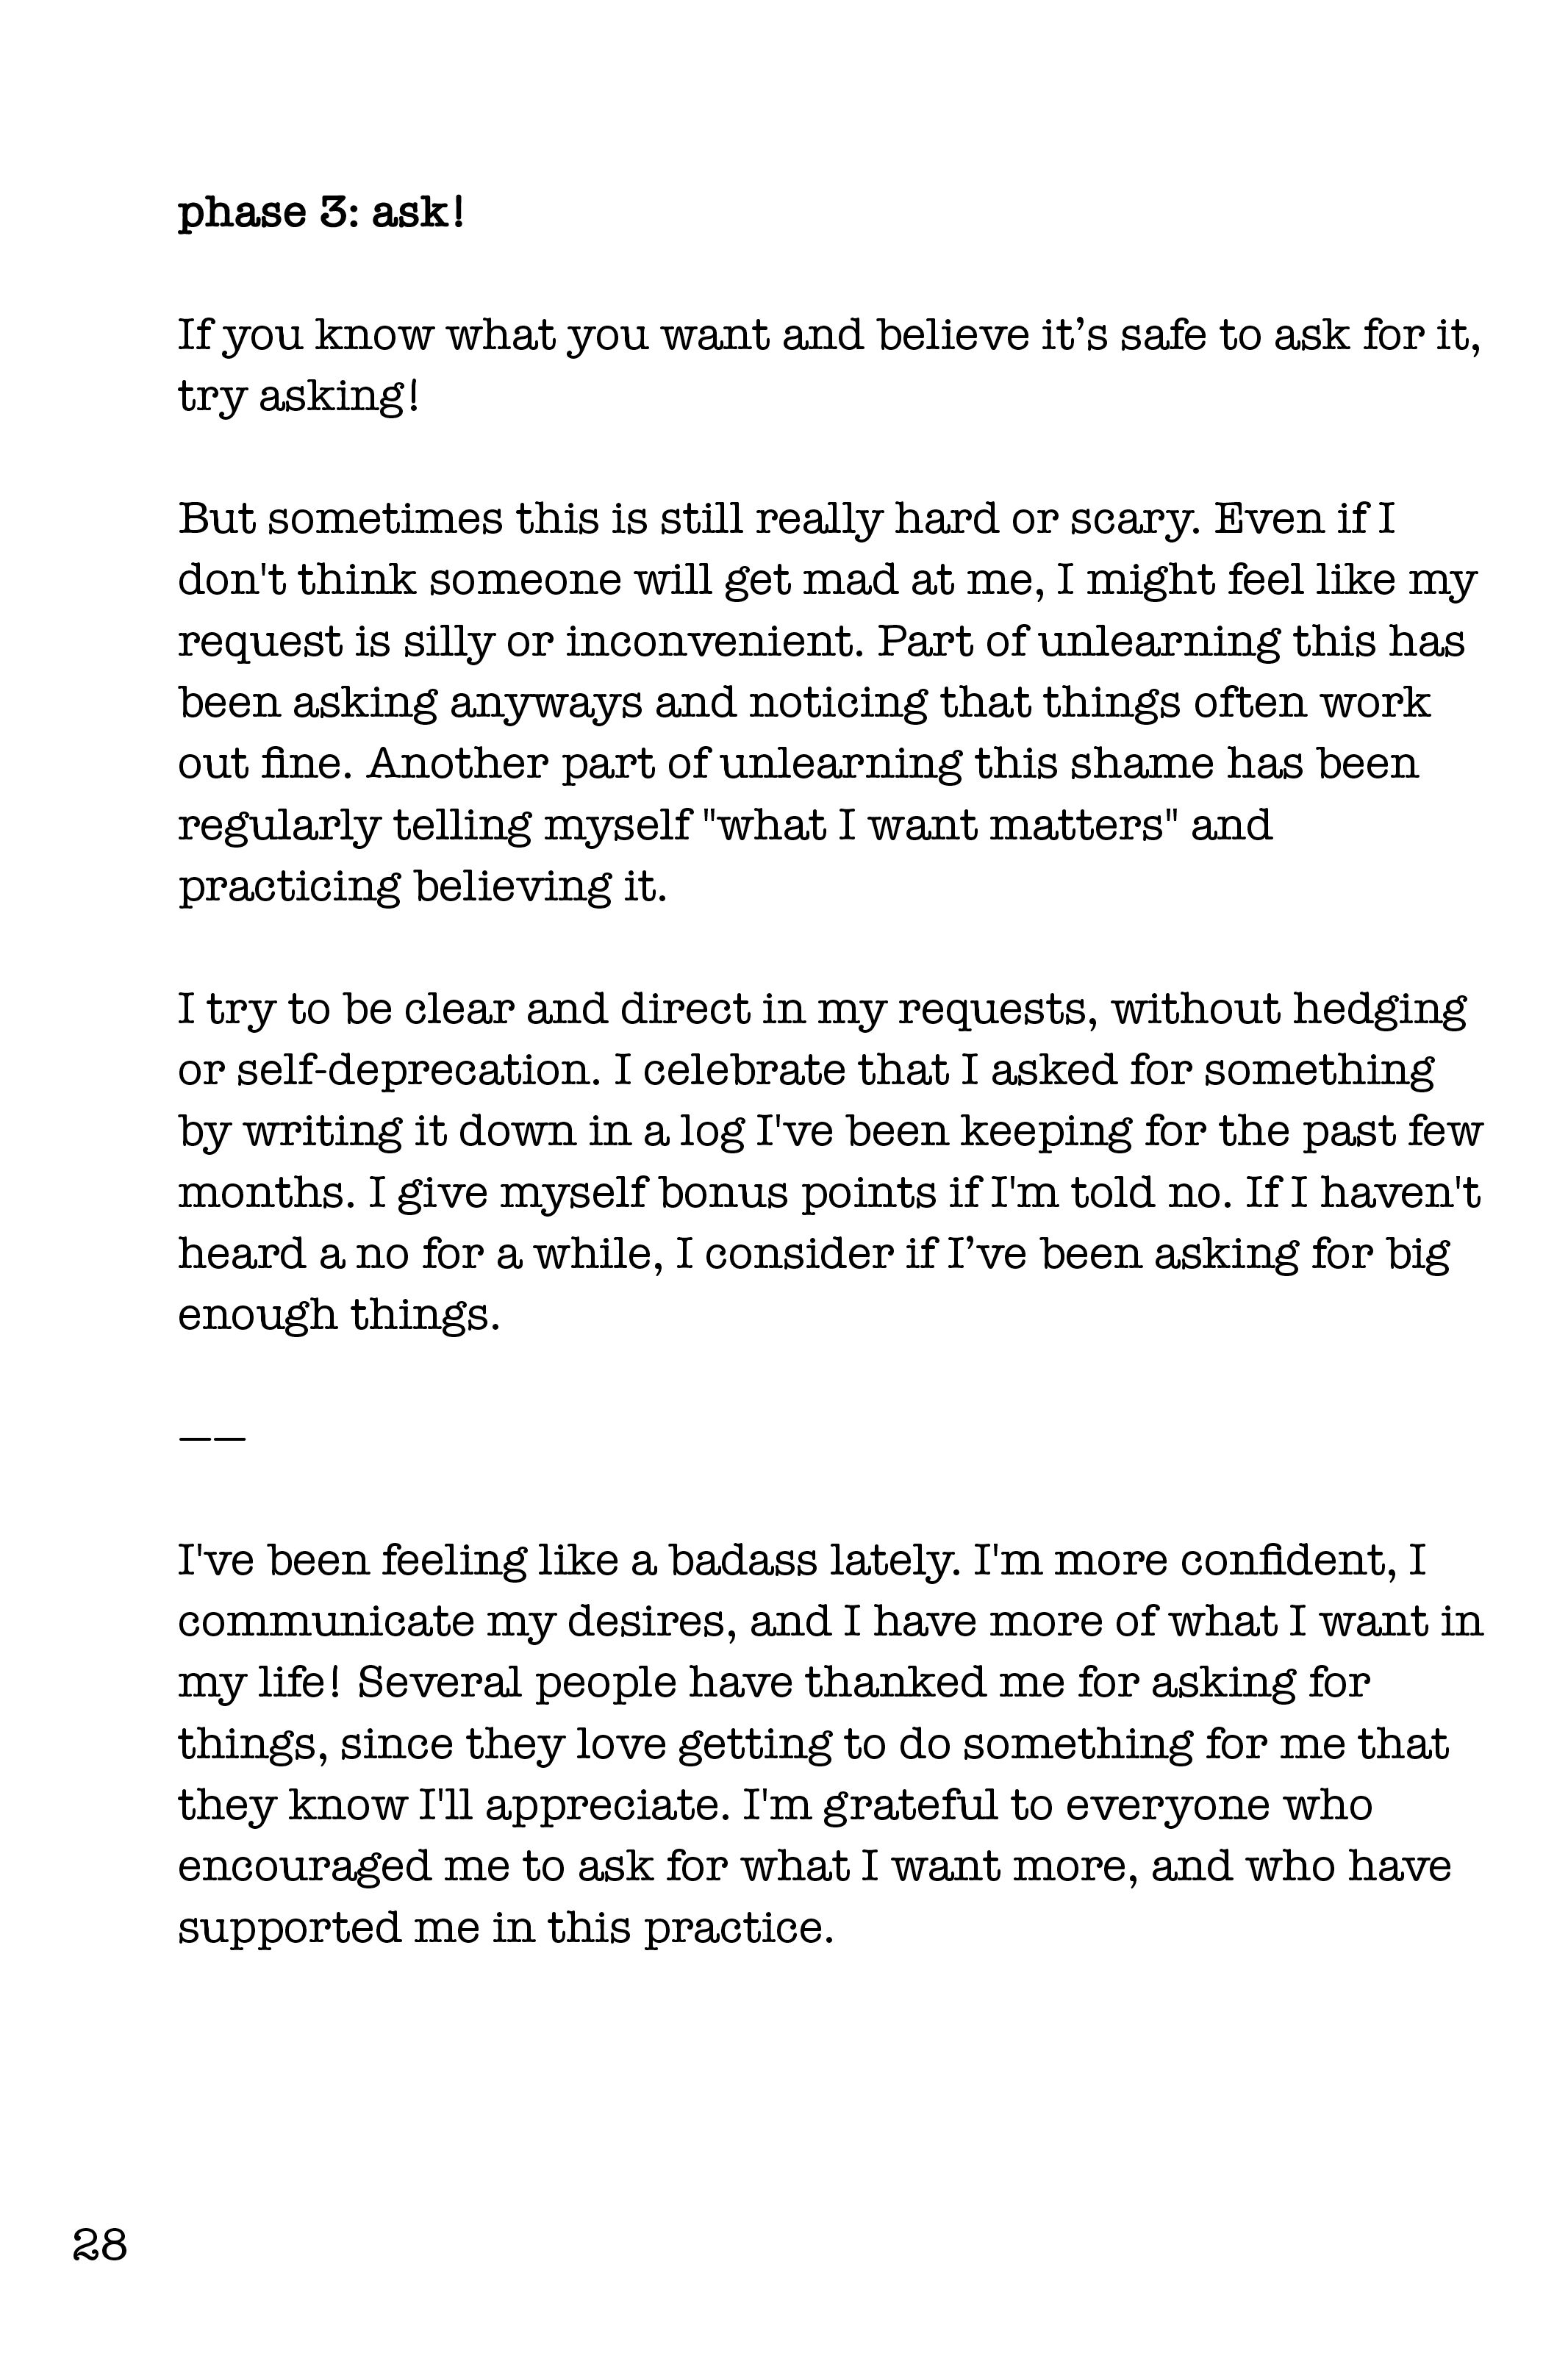 phase 3: ask!
If you know what you want and believe it’s safe to ask for it,
try asking!
But sometimes this is still really hard or scary. Even if I
don't think someone will get mad at me, I might feel like my
request is silly or inconvenient. Part of unlearning this has
been asking anyways and noticing that things often work
out fine. Another part of unlearning this shame has been
regularly telling myself "what I want matters" and
practicing believing it.
I try to be clear and direct in my requests, without hedging
or self-deprecation. I celebrate that I asked for something
by writing it down in a log I've been keeping for the past few
months. I give myself bonus points if I'm told no. If I haven't
heard a no for a while, I consider if I’ve been asking for big
enough things.
——
I've been feeling like a badass lately. I'm more confident, I
communicate my desires, and I have more of what I want in
my life! Several people have thanked me for asking for
things, since they love getting to do something for me that
they know I'll appreciate. I'm grateful to everyone who
encouraged me to ask for what I want more, and who have
supported me in this practice.
28